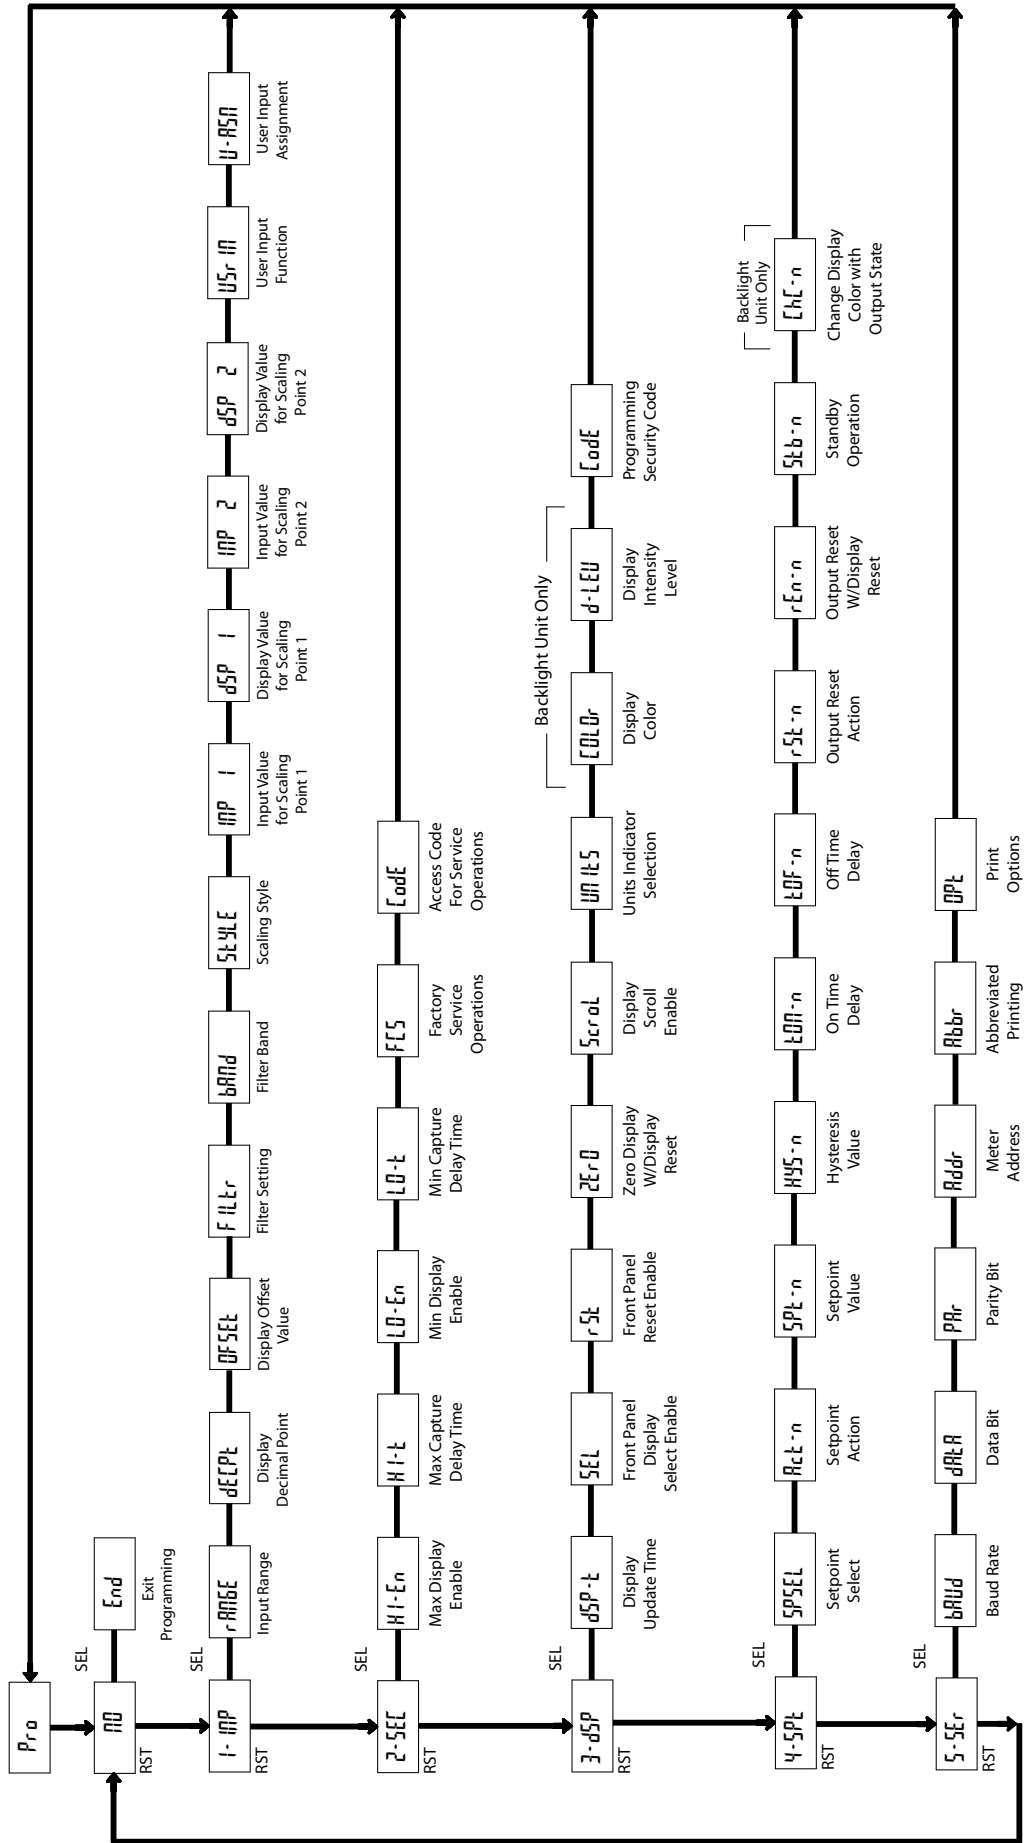 Pro
NO
SEL
RST
End
Exit
Programming
1-INP
SEL
RST
rANGE
Input Range
dECPt
Display
Decimal Point
OFSEt
Display Offset
Value
FILtr
Filter Setting
bANd
Filter Band
StYLE
Scaling Style
INP 1
Input Value
for Scaling
Point 1
dSP 1
Display Value
for Scaling
Point 1
INP 2
Input Value
for Scaling
Point 2
dSP 2
Display Value
for Scaling
Point 2
USrIN
User Input
Function
U-ASN
User Input
Assignment
2-SEC
SEL
RST
HI-En
Max Display
Enable
HI-t
Max Capture
Delay Time
LO-En
Min Display
Enable
LO-t
Min Capture
Delay Time
FCS
Factory
Service
Operations
CodE
Access Code
For Service
Operations
3-dSP
SEL
RST
dSP-t
Display
Update Time
SEL
Front Panel
Display
Select Enable
rSt
Front Panel
Reset Enable
ZErO
Zero Display
W/Display
Reset
ScroL
Display
Scroll
Enable
UNItS
Units Indicator
Selection
Backlight Unit Only
COLOr
Display
Color
d-LEV
Display
Intensity
Level
CodE
Programming
Security Code
4-SPt
SEL
RST
SPSEL
Setpoint
Select
Act-n
Setpoint
Action
SPt-n
Setpoint
Value
HYS-n
Hysteresis
Value
tON-n
On Time
Delay
tOF-n
Off Time
Delay
rSt-n
Output Reset
Action
rEn-n
Output Reset
W/Display
Reset
Stb-n
Standby
Operation
Backlight
Unit Only
ChC-n
Change Display
Color with
Output State
5-SEr
SEL
RST
bAUd
Baud Rate
dAtA
Data Bit
PAr
Parity Bit
Addr
Meter
Address
Abbr
Abbreviated
Printing
OPt
Print
Options